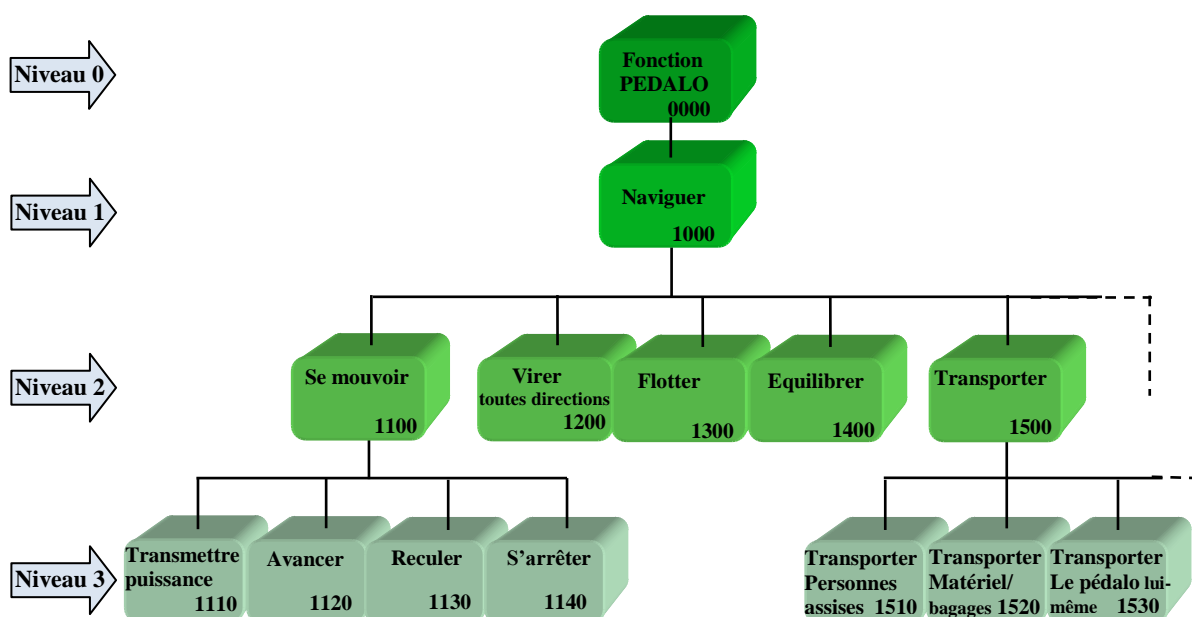 Niveau 0
Fonction
PEDALO
0000
Niveau 1
Naviguer
1000
Niveau 2
Se mouvoir
1100
Virer
toutes directions
1200
Flotter
1300
Equilibrer
1400
Transporter
1500
Niveau 3
Transmettre
puissance
1110
Avancer
1120
Reculer
1130
S’arrêter
1140
Transporter
Personnes
assises 1510
Transporter
Matériel/
bagages 1520
Transporter
Le pédalo lui-
même 1530